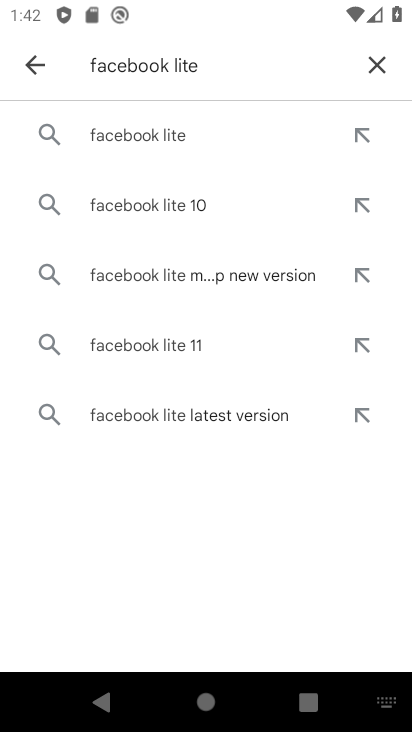 1:42
facebook lite
facebook lite
facebook lite 10
facebook lite m...p new version
facebook lite 11
facebook lite latest version